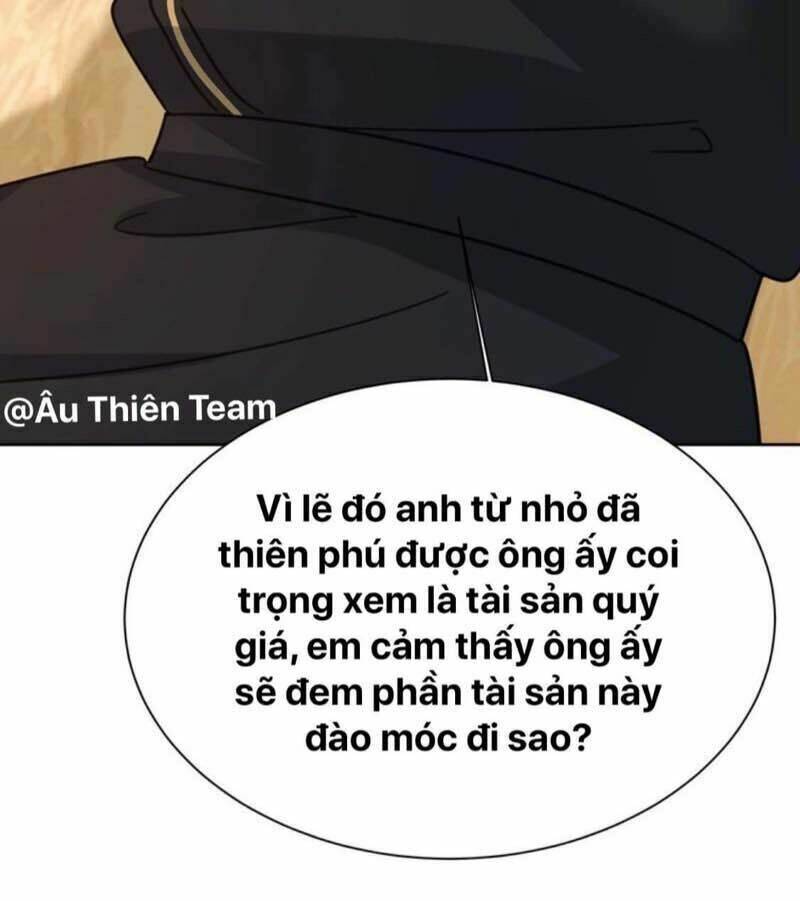 @Âu Thiên Team
Vì lẽ đó anh từ nhỏ đã
thiên phú được ông ấy coi
trọng xem là tài sản quý
giá, em cảm thấy ông ấy
sẽ đem phần tài sản này
đào móc đi sao?